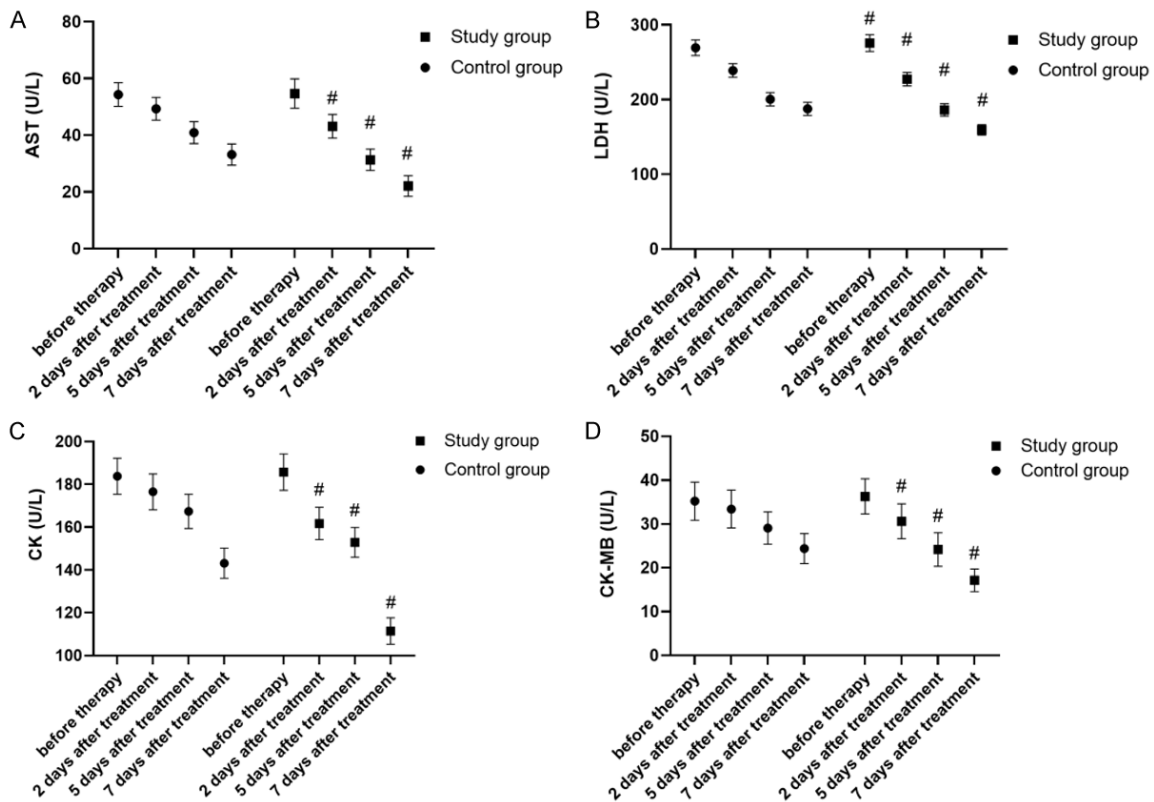 A
AST (U/L)
80
60
40
20
0
Study group
Control group
#
#
#
before therapy
2 days after treatment
5 days after treatment
7 days after treatment
before therapy
2 days after treatment
5 days after treatment
7 days after treatment
B
LDH (U/L)
300
200
100
0
Study group
Control group
#
#
#
#
before therapy
2 days after treatment
5 days after treatment
7 days after treatment
before therapy
2 days after treatment
5 days after treatment
7 days after treatment
C
CK (U/L)
200
180
160
140
120
100
Study group
Control group
#
#
#
before therapy
2 days after treatment
5 days after treatment
7 days after treatment
before therapy
2 days after treatment
5 days after treatment
7 days after treatment
D
CK-MB (U/L)
50
40
30
20
10
0
Study group
Control group
#
#
#
before therapy
2 days after treatment
5 days after treatment
7 days after treatment
before therapy
2 days after treatment
5 days after treatment
7 days after treatment